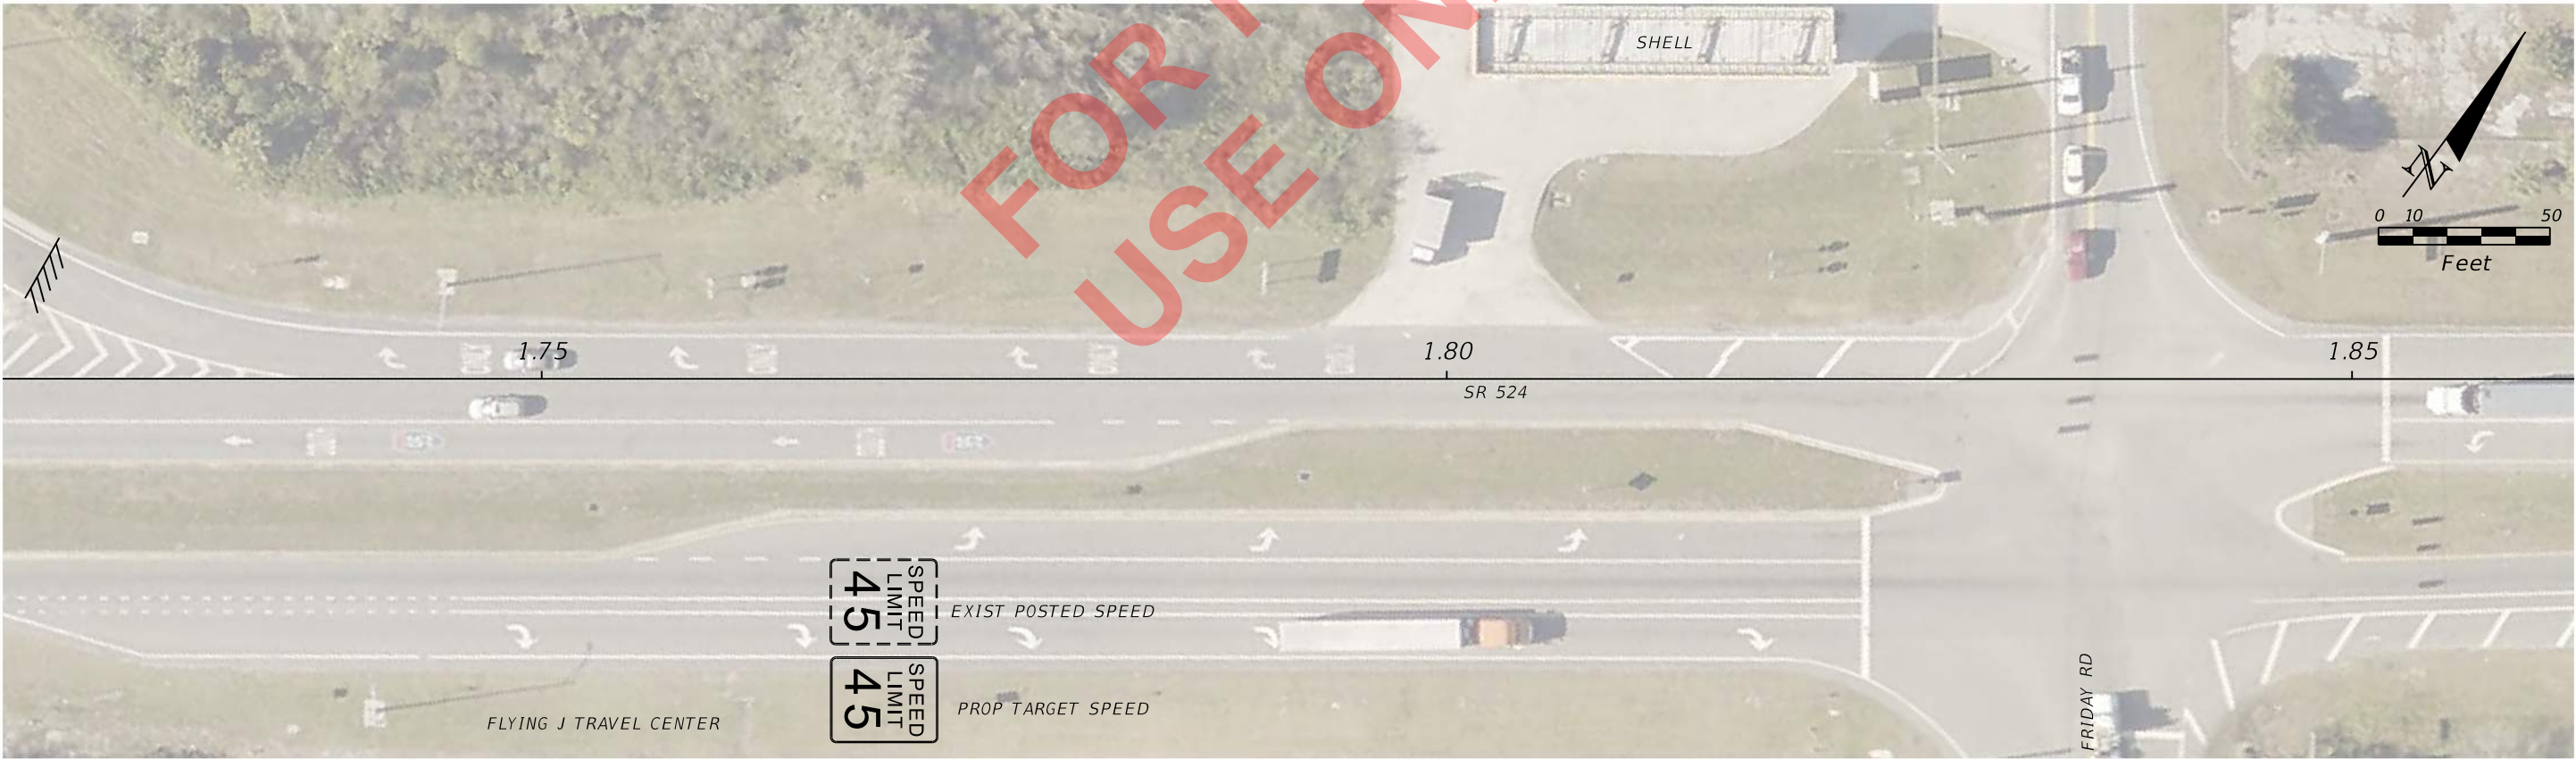 FOR
USE ON
SHELL
N
0 10 50
Feet
1.75 1.80 1.85
SR 524
SPEED
LIMIT
45
EXIST POSTED SPEED
SPEED
LIMIT
45
PROP TARGET SPEED
FLYING J TRAVEL CENTER
FRIDAY RD